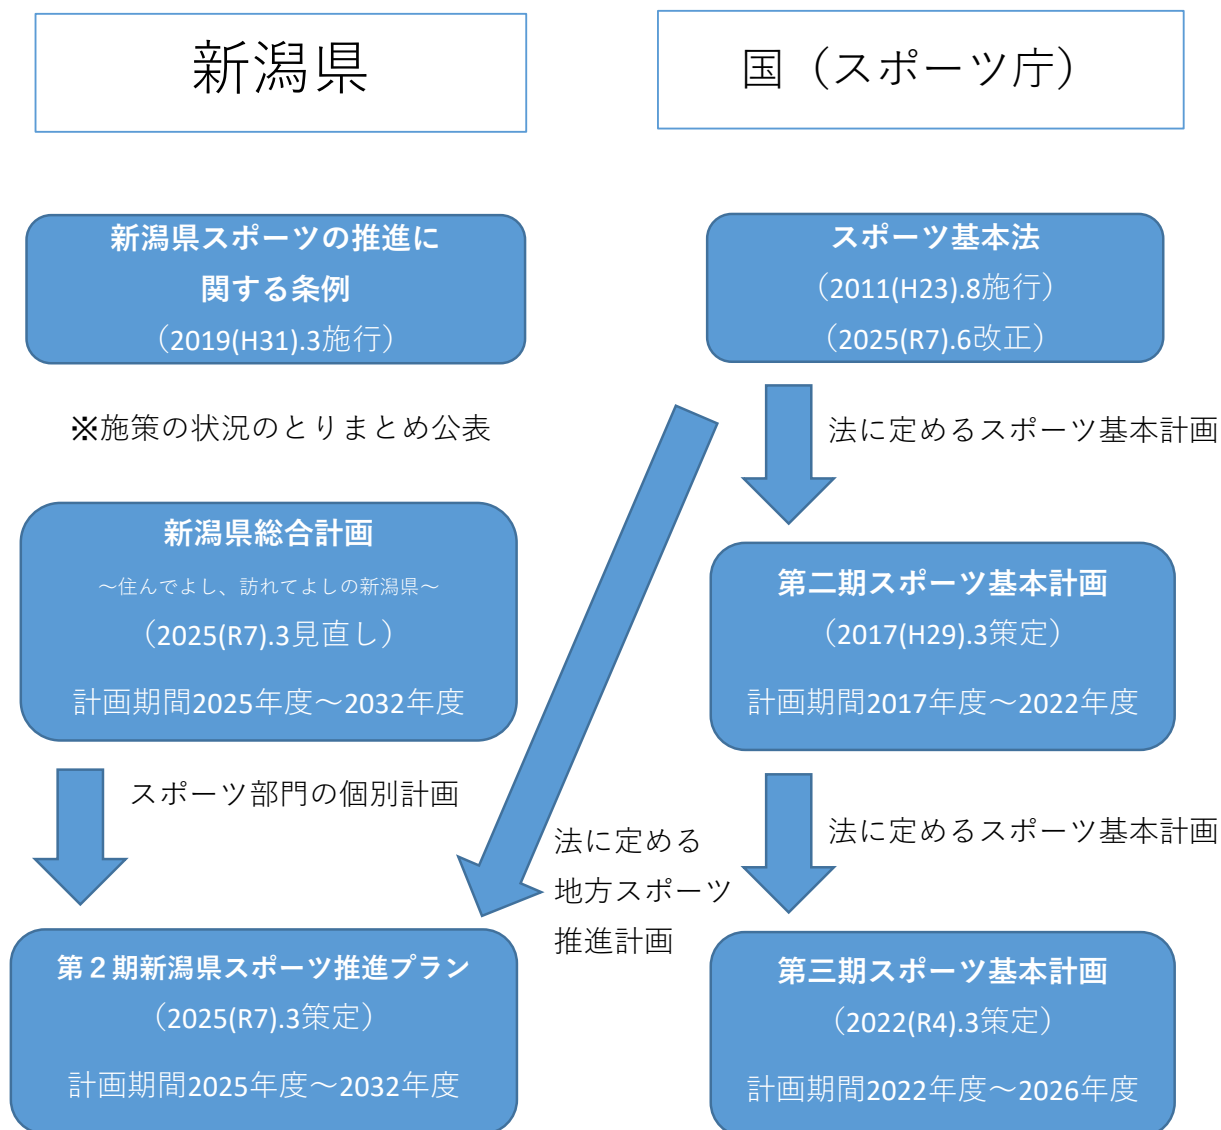 新潟県
国（スポーツ庁）
新潟県スポーツの推進に
関する条例
（2019(H31).3施行）
※施策の状況のとりまとめ公表
新潟県総合計画
～住んでよし、訪れてよしの新潟県～
（2025(R7).3見直し）
計画期間2025年度～2032年度
スポーツ部門の個別計画
第２期新潟県スポーツ推進プラン
（2025(R7).3策定）
計画期間2025年度～2032年度
スポーツ基本法
（2011(H23).8施行）
（2025(R7).6改正）
法に定めるスポーツ基本計画
第二期スポーツ基本計画
（2017(H29).3策定）
計画期間2017年度～2022年度
法に定めるスポーツ基本計画
法に定める
地方スポーツ
推進計画
第三期スポーツ基本計画
（2022(R4).3策定）
計画期間2022年度～2026年度